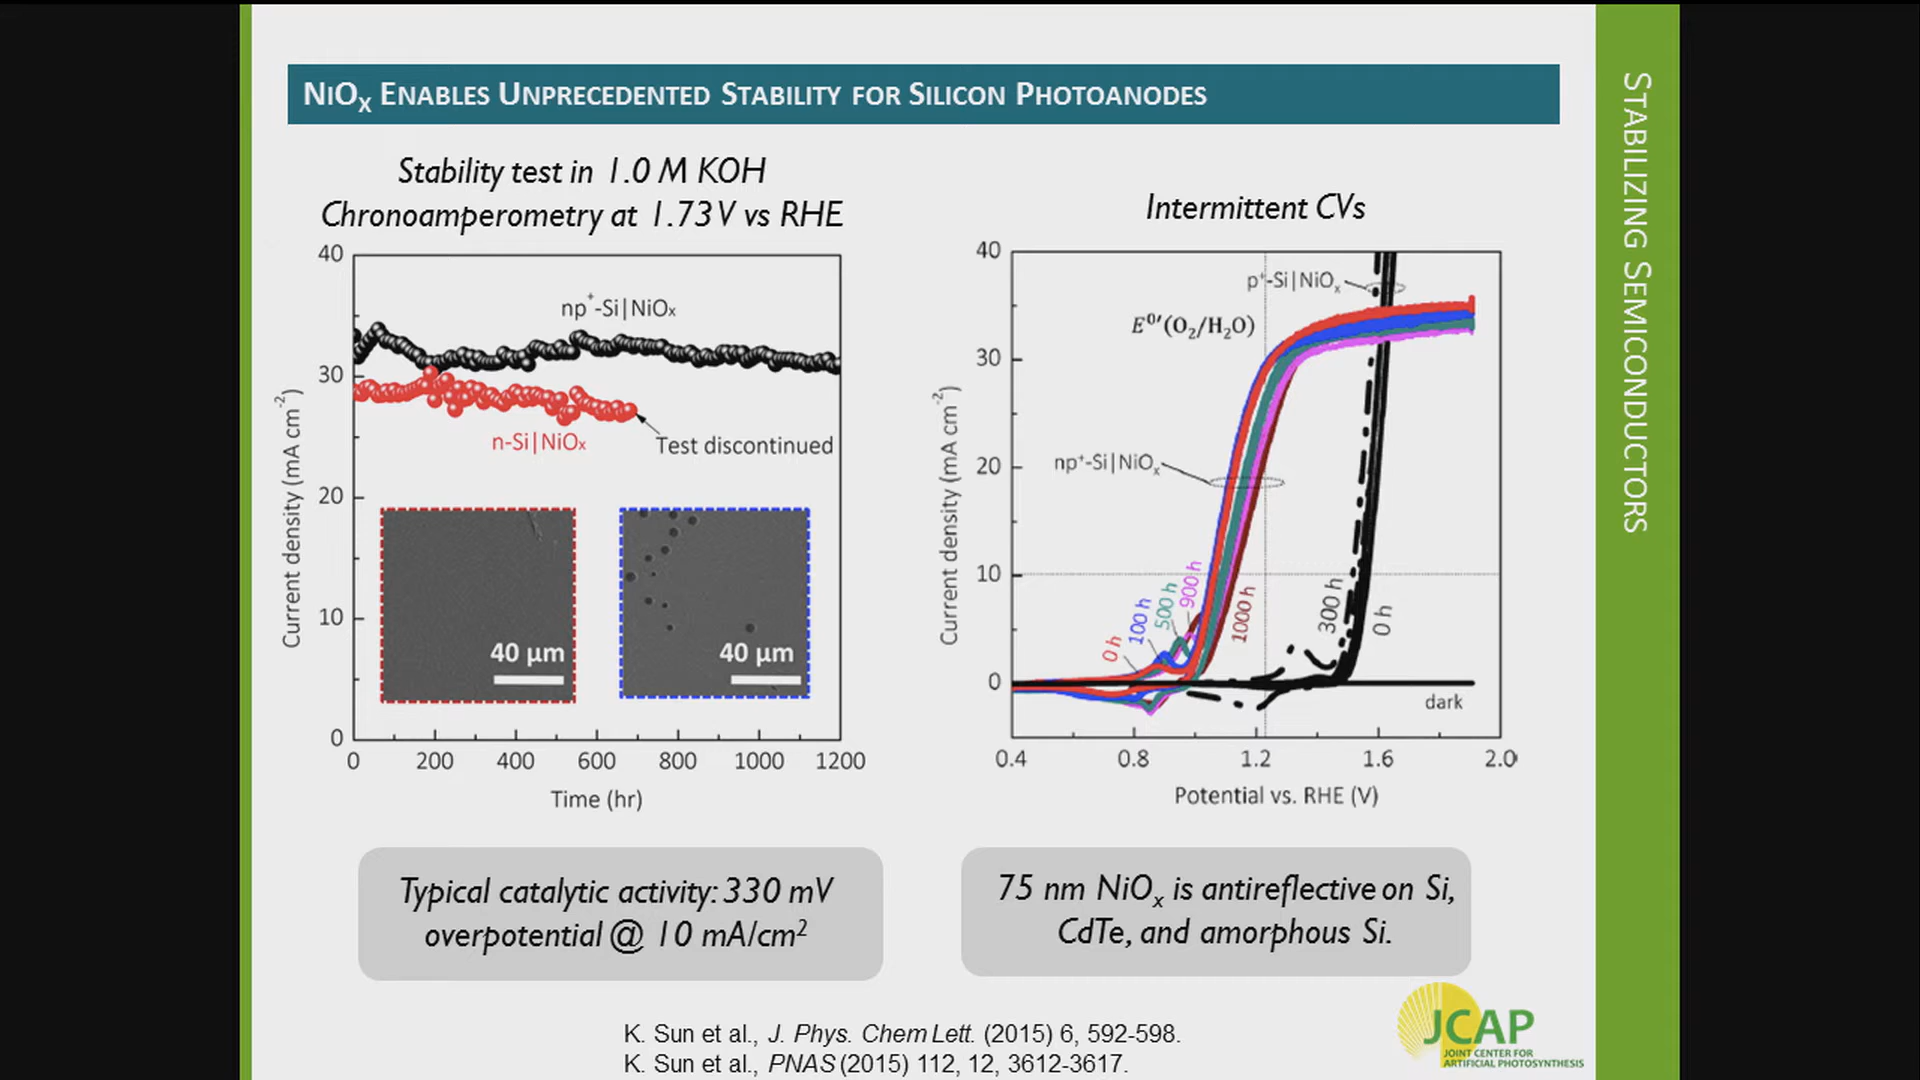 NiOx Enables Unprecedented Stability for Silicon Photoanodes
Stabilizing Semiconductors
Stability test in 1.0 M KOH
Chronoamperometry at 1.73 V vs RHE
40
30
20
10
0
Current density (mA cm-2)
np+-Si|NiOx
n-Si|NiOx
Test discontinued
40 μm
40 μm
0 200 400 600 800 1000 1200
Time (hr)
Intermittent CVs
40
30
20
10
0
Current density (mA cm-2)
p+-Si|NiOx
E0′(O2/H2O)
np+-Si|NiOx
0 h
100 h
500 h
900 h
1000 h
300 h
0 h
dark
0.4 0.8 1.2 1.6 2.0
Potential vs. RHE (V)
Typical catalytic activity: 330 mV
overpotential @ 10 mA/cm2
75 nm NiOx is antireflective on Si,
CdTe, and amorphous Si.
K. Sun et al., J. Phys. Chem Lett. (2015) 6, 592-598.
K. Sun et al., PNAS (2015) 112, 12, 3612-3617.
JCAP
JOINT CENTER FOR
ARTIFICIAL PHOTOSYNTHESIS